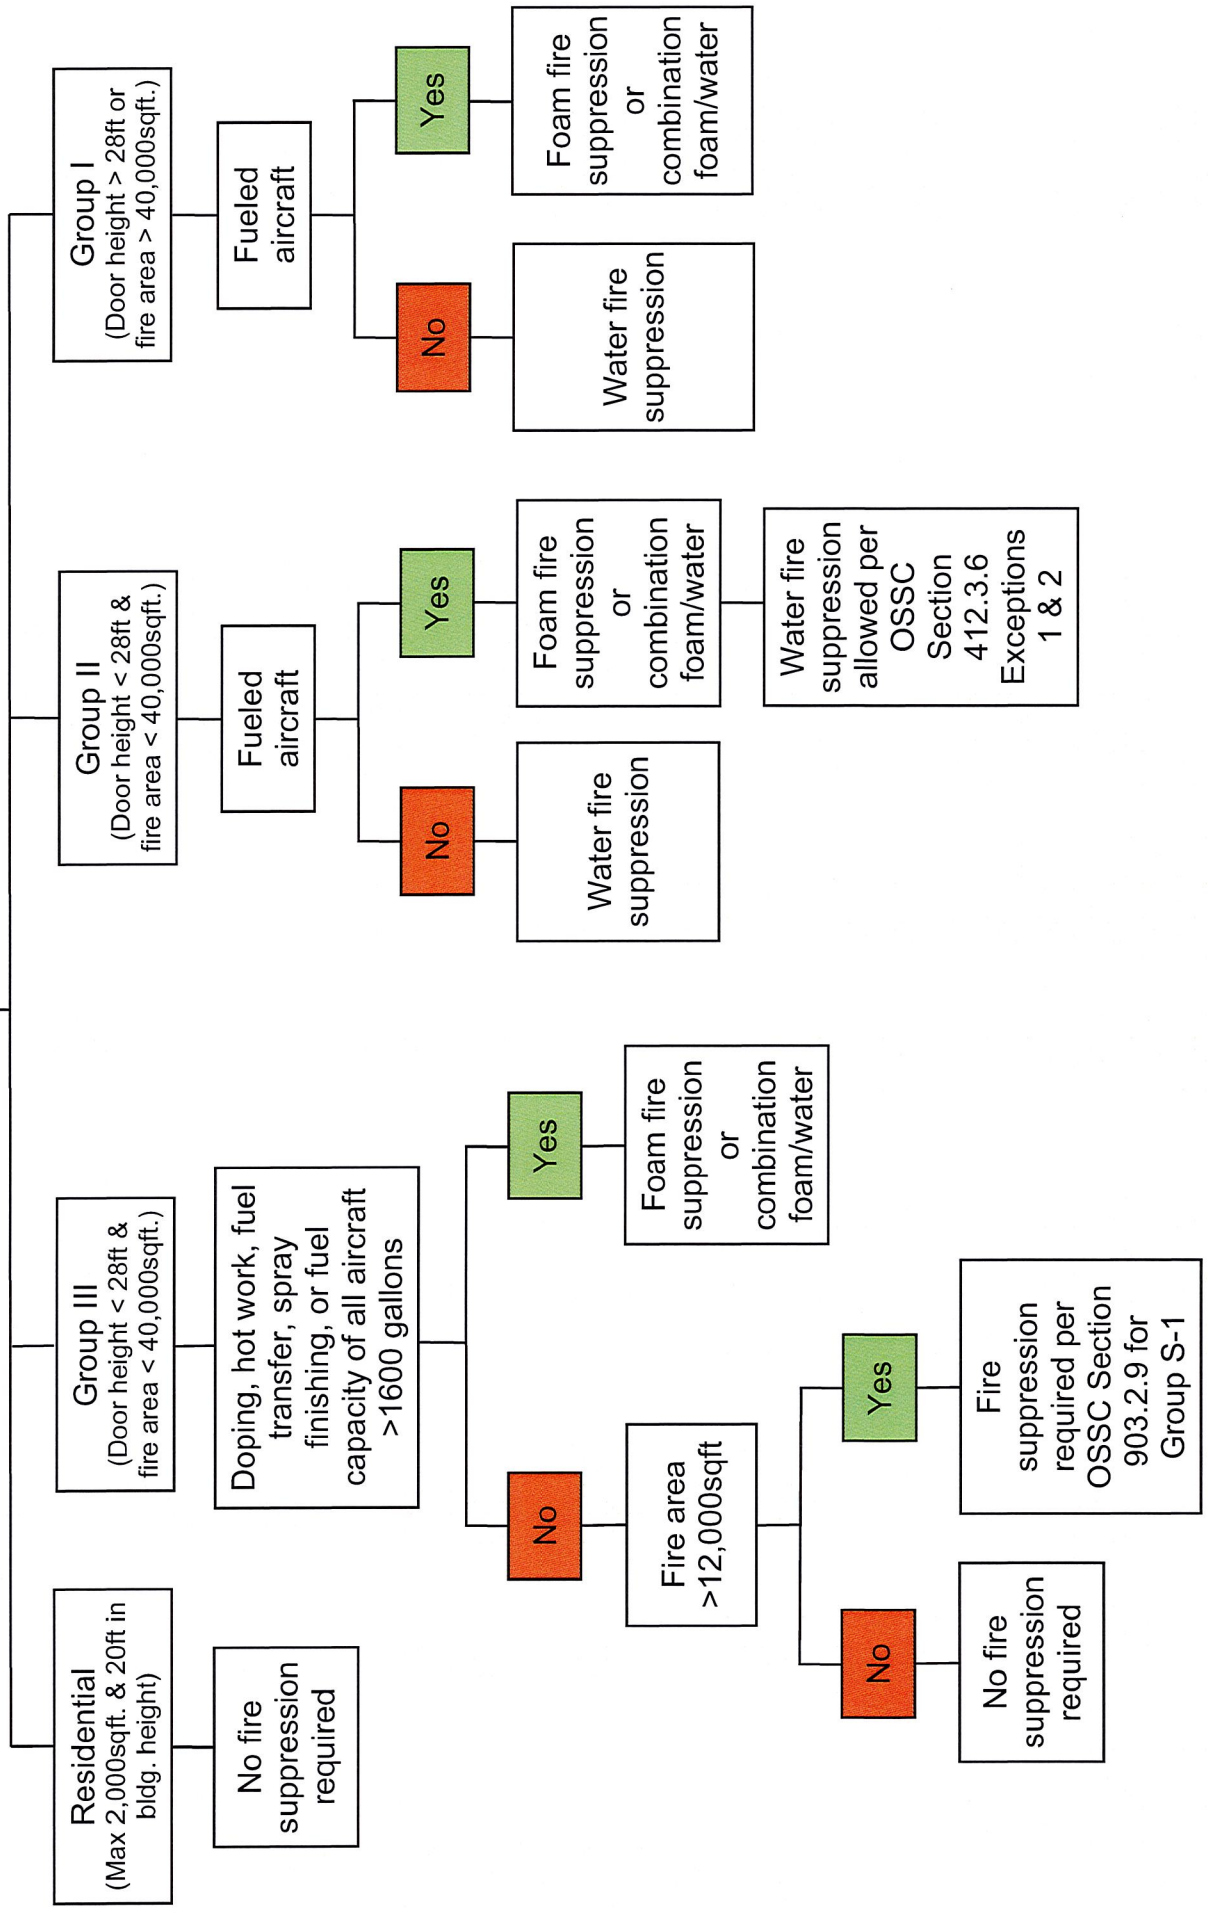 Residential
(Max 2,000sqft. & 20ft in
bldg. height)
No fire
suppression
required
Group III
(Door height < 28ft &
fire area < 40,000sqft.)
Doping, hot work, fuel
transfer, spray
finishing, or fuel
capacity of all aircraft
>1600 gallons
No
Fire area
>12,000sqft
No
No fire
suppression
required
Yes
Fire
suppression
required per
OSSC Section
903.2.9 for
Group S-1
Yes
Foam fire
suppression
or
combination
foam/water
Group II
(Door height < 28ft &
fire area < 40,000sqft.)
Fueled
aircraft
No
Water fire
suppression
Yes
Foam fire
suppression
or
combination
foam/water
Water fire
suppression
allowed per
OSSC
Section
412.3.6
Exceptions
1 & 2
Group I
(Door height > 28ft or
fire area > 40,000sqft.)
Fueled
aircraft
No
Water fire
suppression
Yes
Foam fire
suppression
or
combination
foam/water